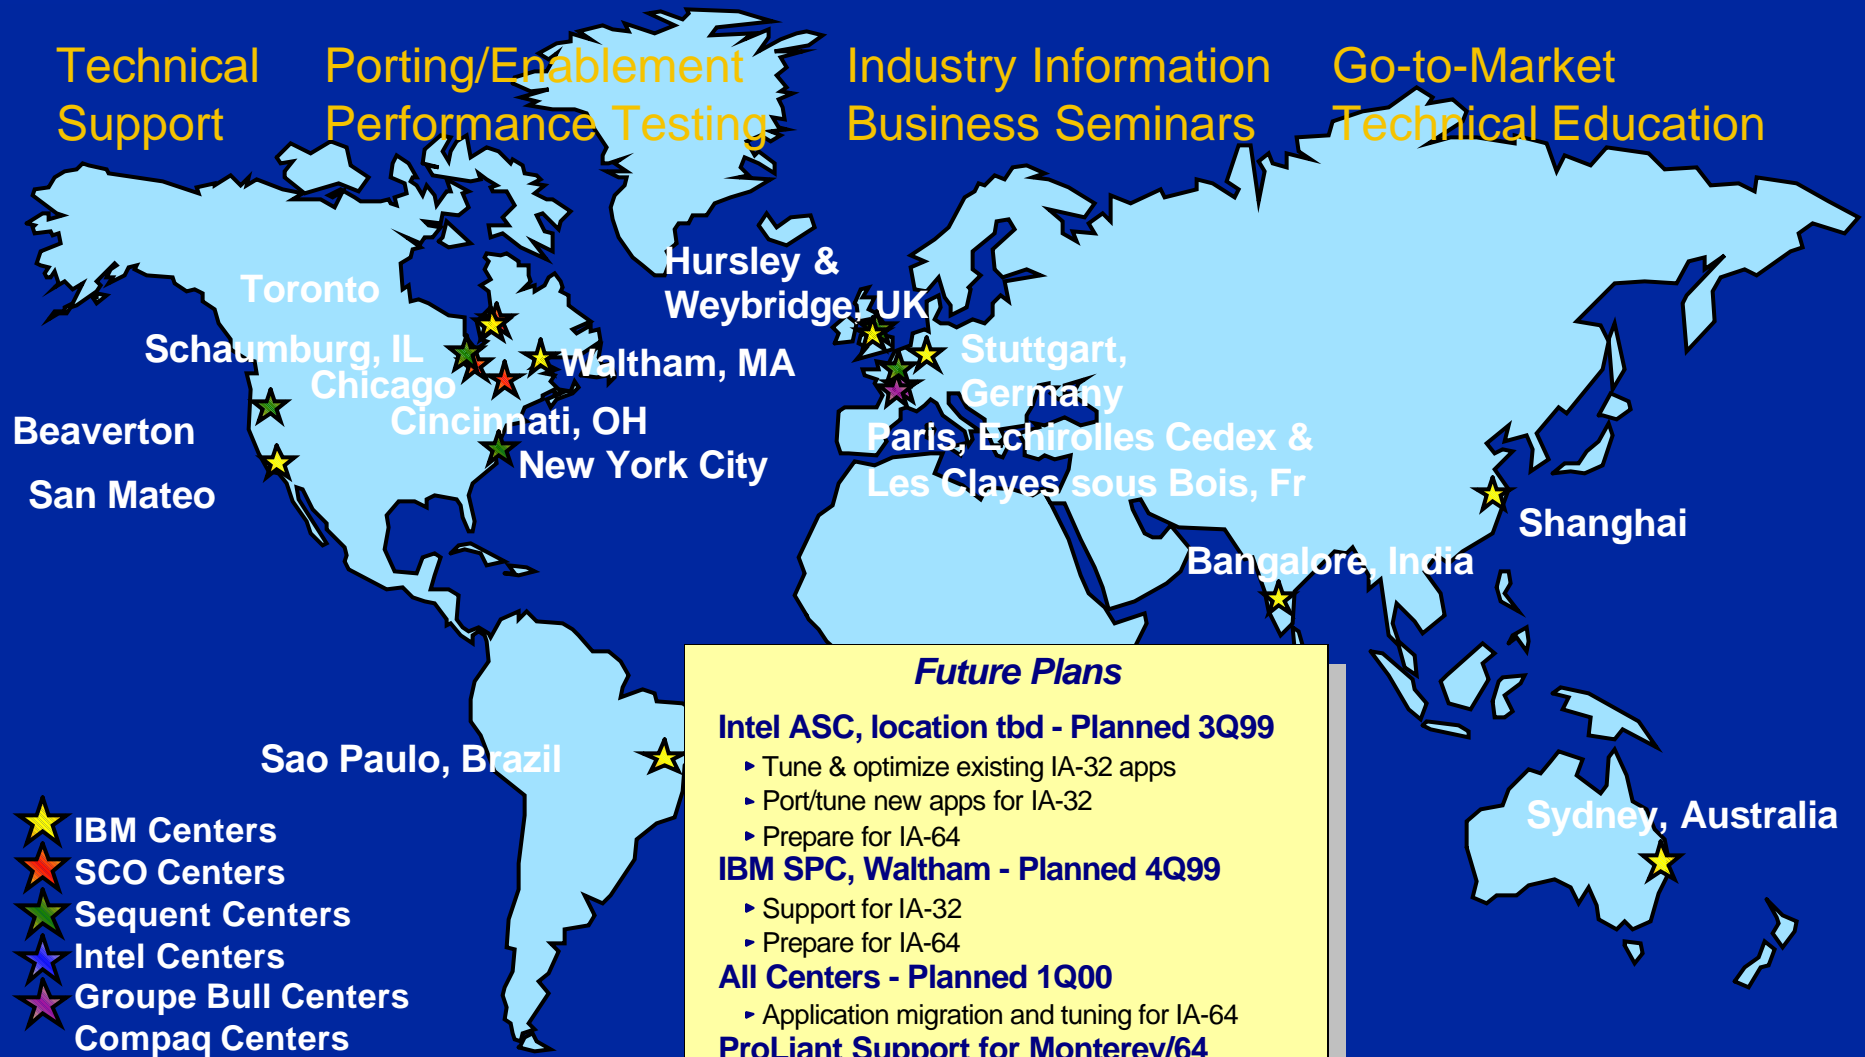 Technical
Support
Porting/Enablement
Performance Testing
Industry Information
Business Seminars
Go-to-Market
Technical Education
Hursley &
Weybridge, UK
Toronto
Schaumburg, IL
Chicago
Waltham, MA
Cincinnati, OH
Beaverton
New York City
San Mateo
Stuttgart,
Germany
Paris, Echirolles Cedex &
Les Clayes sous Bois, Fr
Shanghai
Bangalore, India
Sao Paulo, Brazil
Sydney, Australia
IBM Centers
SCO Centers
Sequent Centers
Intel Centers
Groupe Bull Centers
Compaq Centers
Future Plans
Intel ASC, location tbd - Planned 3Q99
Tune & optimize existing IA-32 apps
Port/tune new apps for IA-32
Prepare for IA-64
IBM SPC, Waltham - Planned 4Q99
Support for IA-32
Prepare for IA-64
All Centers - Planned 1Q00
Application migration and tuning for IA-64
ProLiant Support for Monterey/64